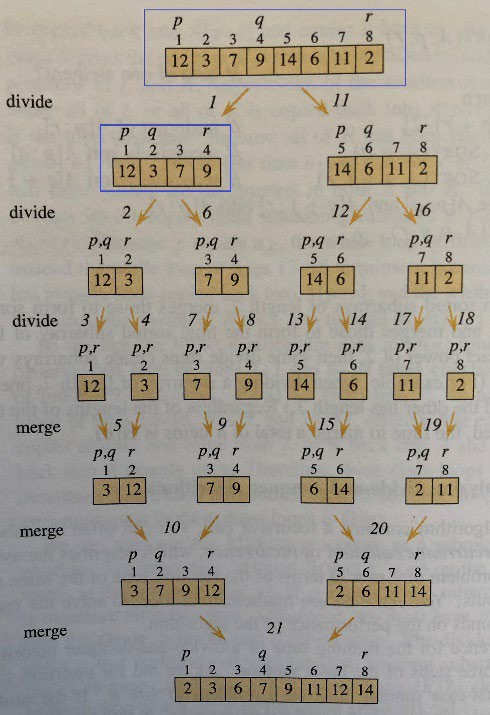 p q r
1 2 3 4 5 6 7 8
12 3 7 9 14 6 11 2
divide 1 11
p q r p q r
1 2 3 4 5 6 7 8
12 3 7 9 14 6 11 2
divide 2 6 12 16
p,q r p,q r p,q r p,q r
1 2 3 4 5 6 7 8
12 3 7 9 14 6 11 2
divide 3 4 7 8 13 14 17 18
p,r p,r p,r p,r p,r p,r p,r p,r
1 2 3 4 5 6 7 8
12 3 7 9 14 6 11 2
merge 5 9 15 19
p,q r p,q r p,q r p,q r
1 2 3 4 5 6 7 8
3 12 7 9 6 14 2 11
merge 10 20
p q r p q r
1 2 3 4 5 6 7 8
3 7 9 12 2 6 11 14
merge 21
p q r
1 2 3 4 5 6 7 8
2 3 6 7 9 11 12 14